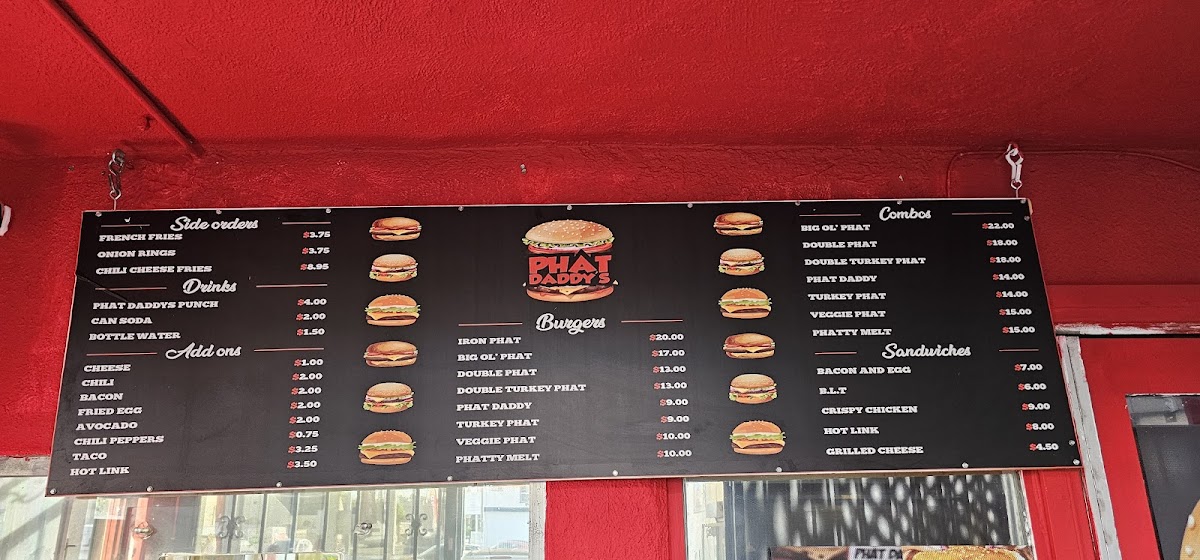 Side orders
FRENCH FRIES $3.75
ONION RINGS $3.75
CHILI CHEESE FRIES $8.95
Drinks
PHAT DADDYS PUNCH $4.00
CAN SODA $2.00
BOTTLE WATER $1.50
Add ons
CHEESE $1.00
CHILI $2.00
BACON $2.00
FRIED EGG $2.00
AVOCADO $2.00
CHILI PEPPERS $0.75
TACO $3.25
HOT LINK $3.50
PHAT
DADDY'S
Burgers
IRON PHAT $20.00
BIG OL' PHAT $17.00
DOUBLE PHAT $13.00
DOUBLE TURKEY PHAT $13.00
PHAT DADDY $9.00
TURKEY PHAT $9.00
VEGGIE PHAT $10.00
PHATTY MELT $10.00
Combos
BIG OL' PHAT $22.00
DOUBLE PHAT $18.00
DOUBLE TURKEY PHAT $18.00
PHAT DADDY $14.00
TURKEY PHAT $14.00
VEGGIE PHAT $15.00
PHATTY MELT $15.00
Sandwiches
BACON AND EGG $7.00
B.L.T $6.00
CRISPY CHICKEN $9.00
HOT LINK $8.00
GRILLED CHEESE $4.50
PHAT